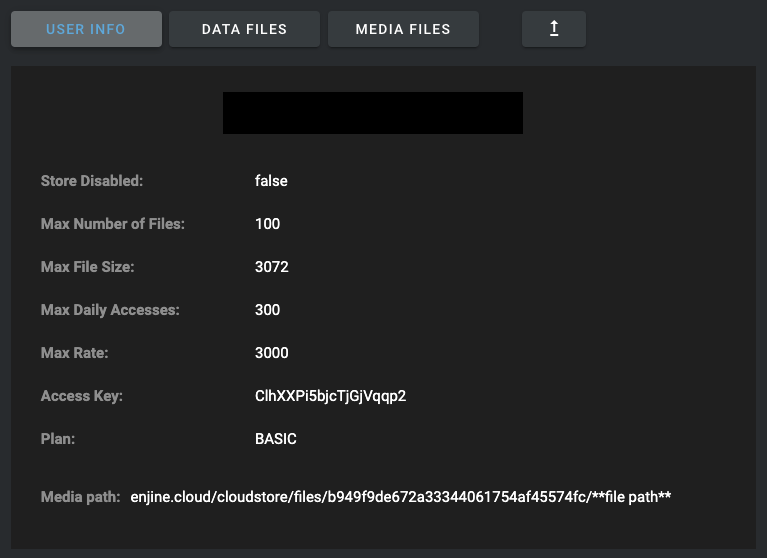 USER INFO DATA FILES MEDIA FILES
Store Disabled: false
Max Number of Files: 100
Max File Size: 3072
Max Daily Accesses: 300
Max Rate: 3000
Access Key: ClhXXPi5bjcTjGjVqqp2
Plan: BASIC
Media path: enjine.cloud/cloudstore/files/b949f9de672a33344061754af45574fc/**file path**